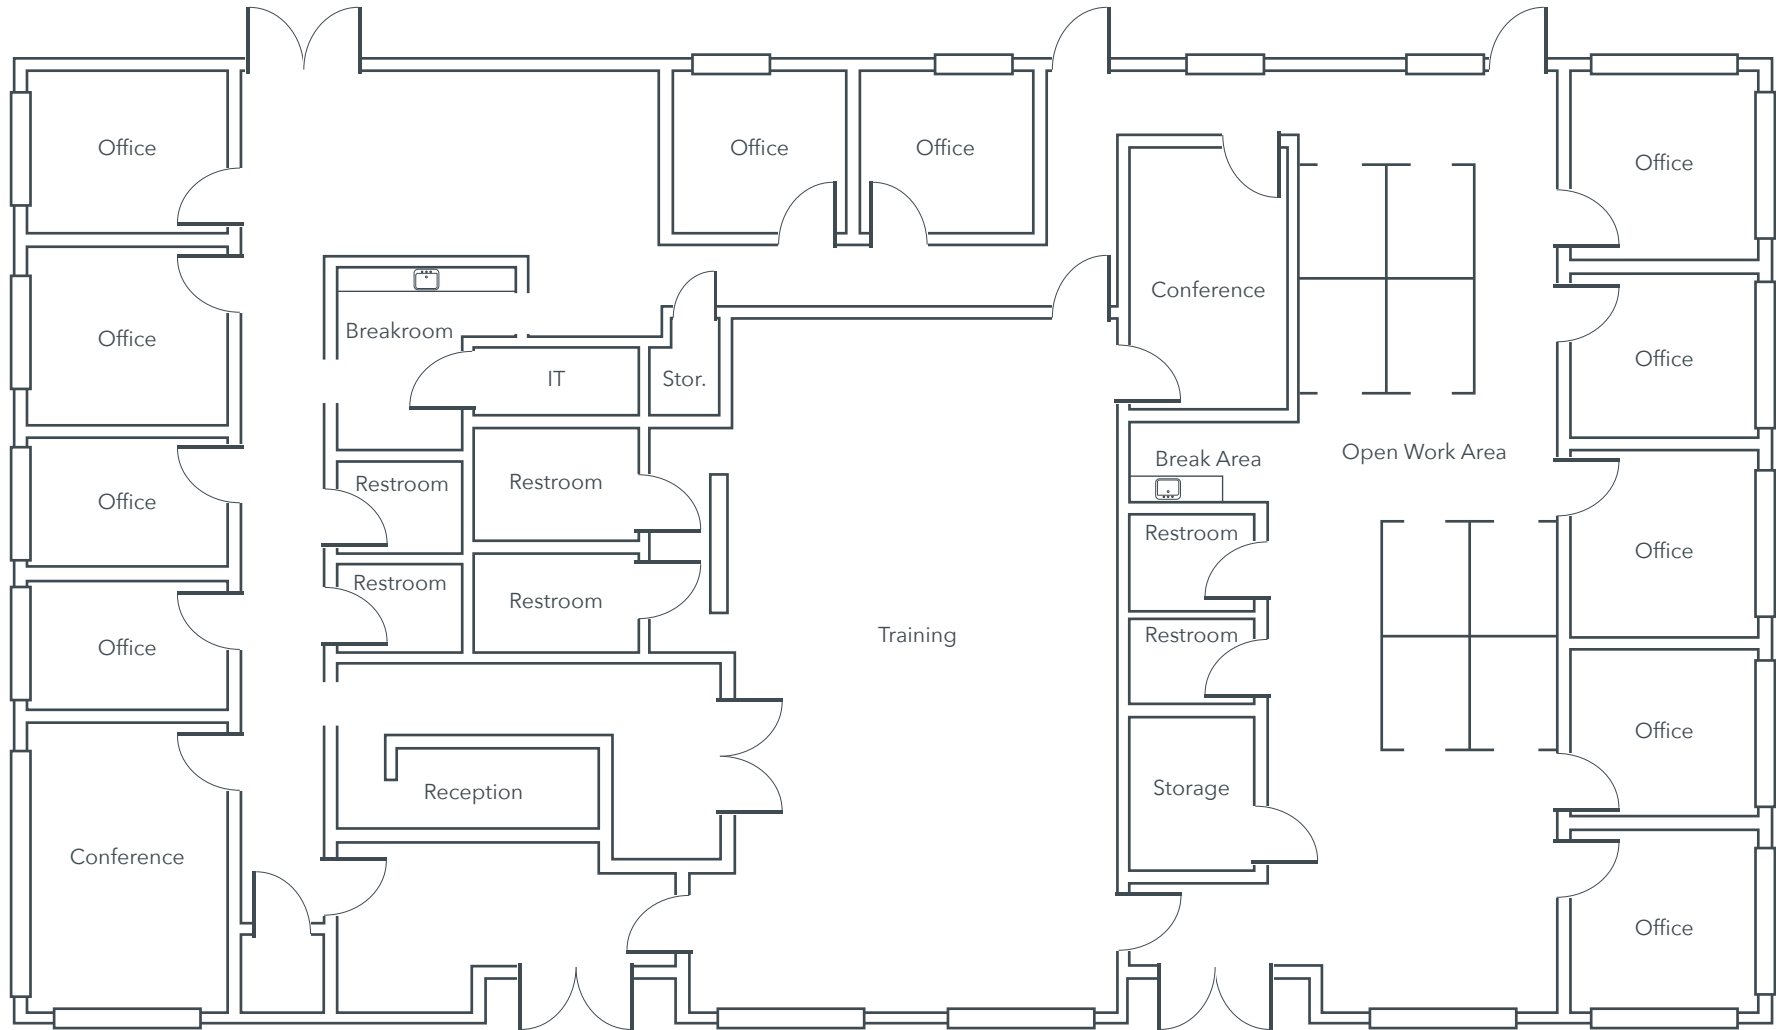 Office
Office
Office
Office
Office
Conference
Breakroom
Office
IT
Stor.
Office
Restroom
Restroom
Break Area
Open Work Area
Office
Restroom
Office
Restroom
Restroom
Restroom
Training
Restroom
Office
Office
Reception
Storage
Conference
Office